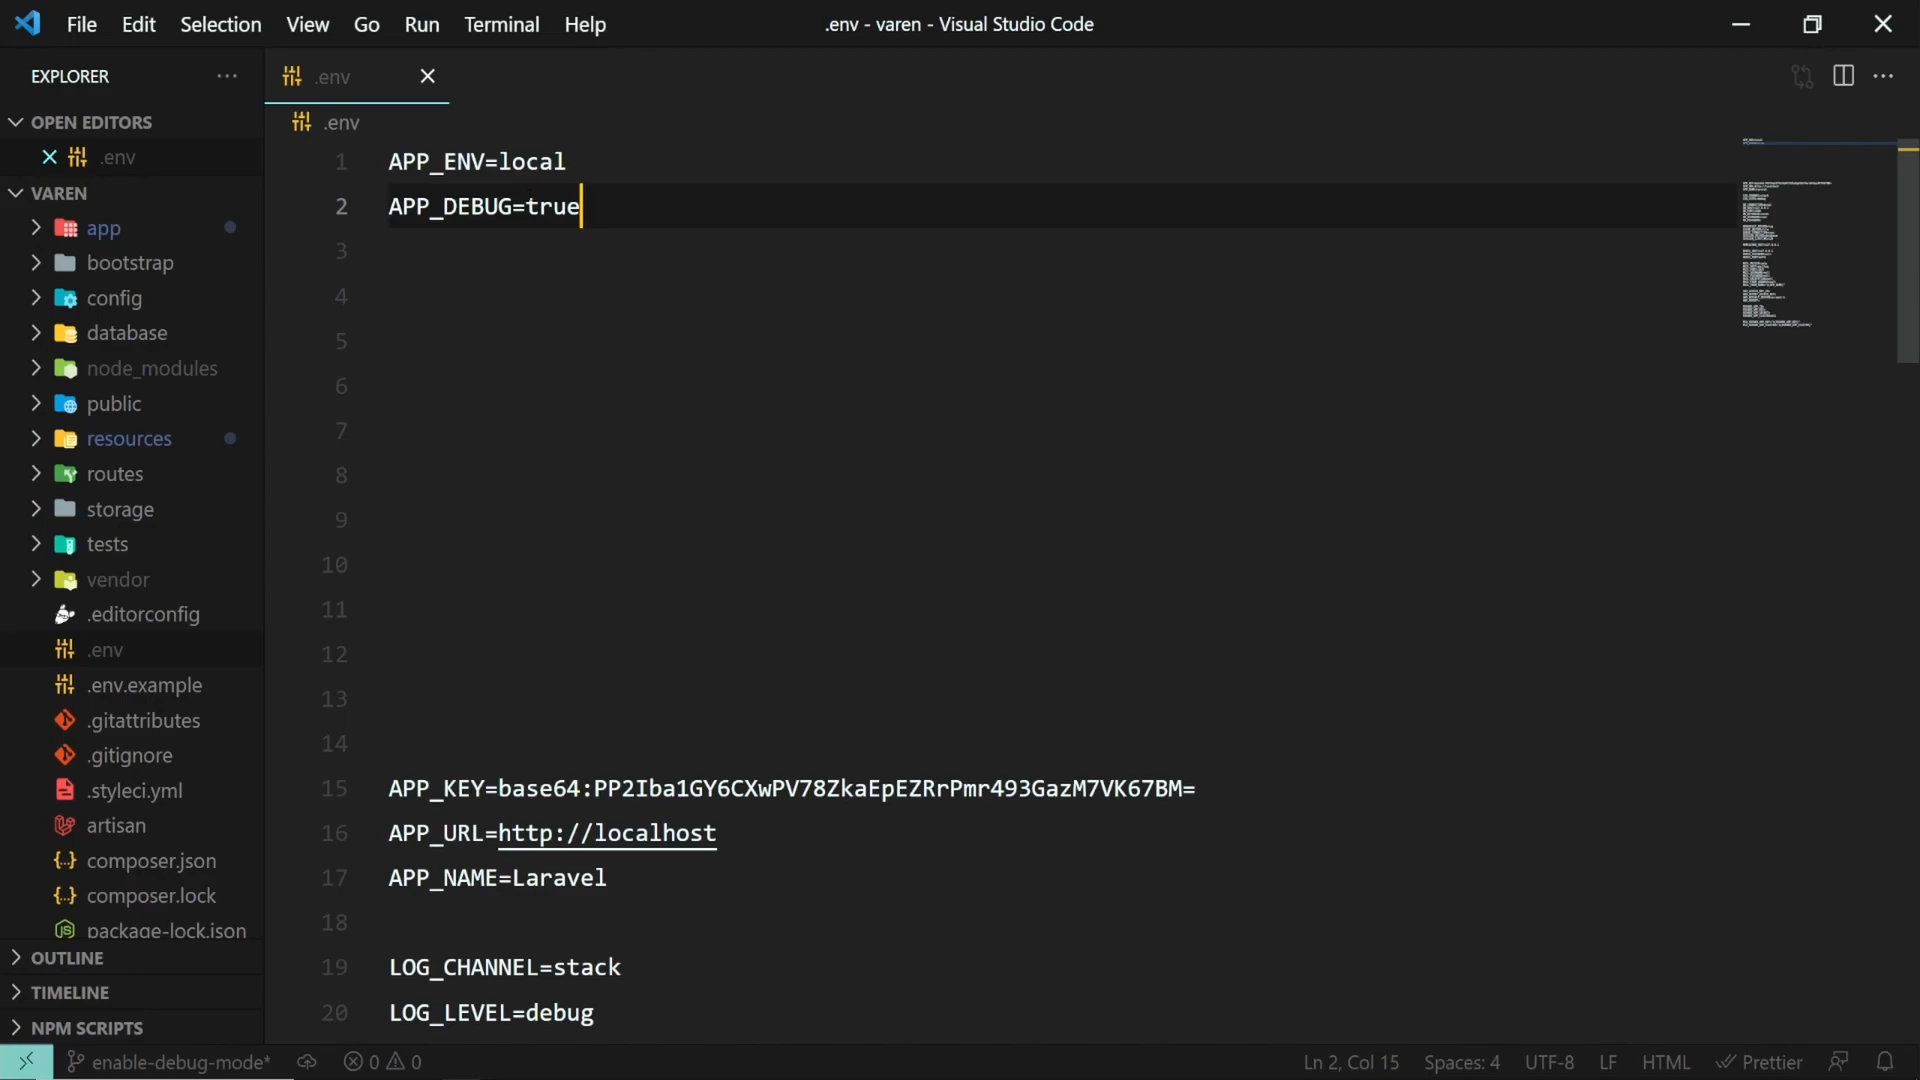 File Edit Selection View Go Run Terminal Help
.env - varen - Visual Studio Code
EXPLORER
OPEN EDITORS
.env
VAREN
app
bootstrap
config
database
node_modules
public
resources
routes
storage
tests
vendor
.editorconfig
.env
.env.example
.gitattributes
.gitignore
.styleci.yml
artisan
composer.json
composer.lock
package-lock.json
OUTLINE
TIMELINE
NPM SCRIPTS
.env
.env
1 APP_ENV=local
2 APP_DEBUG=true
3
4
5
6
7
8
9
10
11
12
13
14
15 APP_KEY=base64:PP2Iba1GY6CXwPV78ZkaEpEZRrPmr493GazM7VK67BM=
16 APP_URL=http://localhost
17 APP_NAME=Laravel
18
19 LOG_CHANNEL=stack
20 LOG_LEVEL=debug
enable-debug-mode* 0 0 Ln 2, Col 15 Spaces: 4 UTF-8 LF HTML Prettier